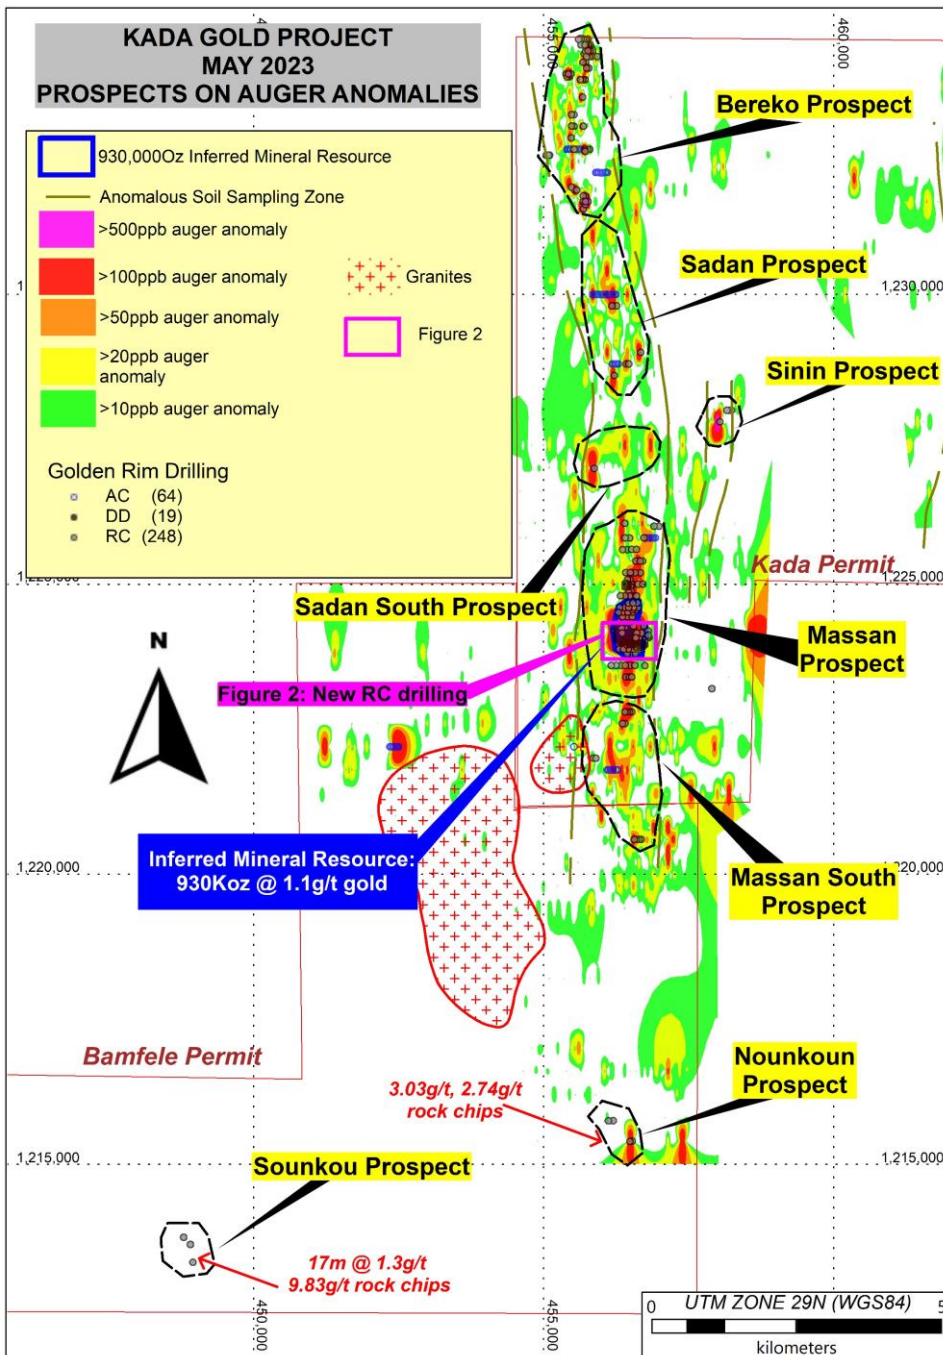 KADA GOLD PROJECT
MAY 2023
PROSPECTS ON AUGER ANOMALIES
930,000Oz Inferred Mineral Resource
Anomalous Soil Sampling Zone
>500ppb auger anomaly
>100ppb auger anomaly
>50ppb auger anomaly
>20ppb auger
anomaly
>10ppb auger anomaly
Granites
Figure 2
Golden Rim Drilling
AC (64)
DD (19)
RC (248)
455,000
460,000
Bereko Prospect
Sadan Prospect
1,230,000
Sinin Prospect
Kada Permit
1,225,000
Sadan South Prospect
Massan
Prospect
N
Figure 2: New RC drilling
Inferred Mineral Resource:
930Koz @ 1.1g/t gold
1,220,000
1,220,000
Massan South
Prospect
Bamfele Permit
Nounkoun
Prospect
3.03g/t, 2.74g/t
rock chips
1,215,000
1,215,000
Sounkou Prospect
17m @ 1.3g/t
9.83g/t rock chips
450,000
455,000
0 UTM ZONE 29N (WGS84) 5
kilometers